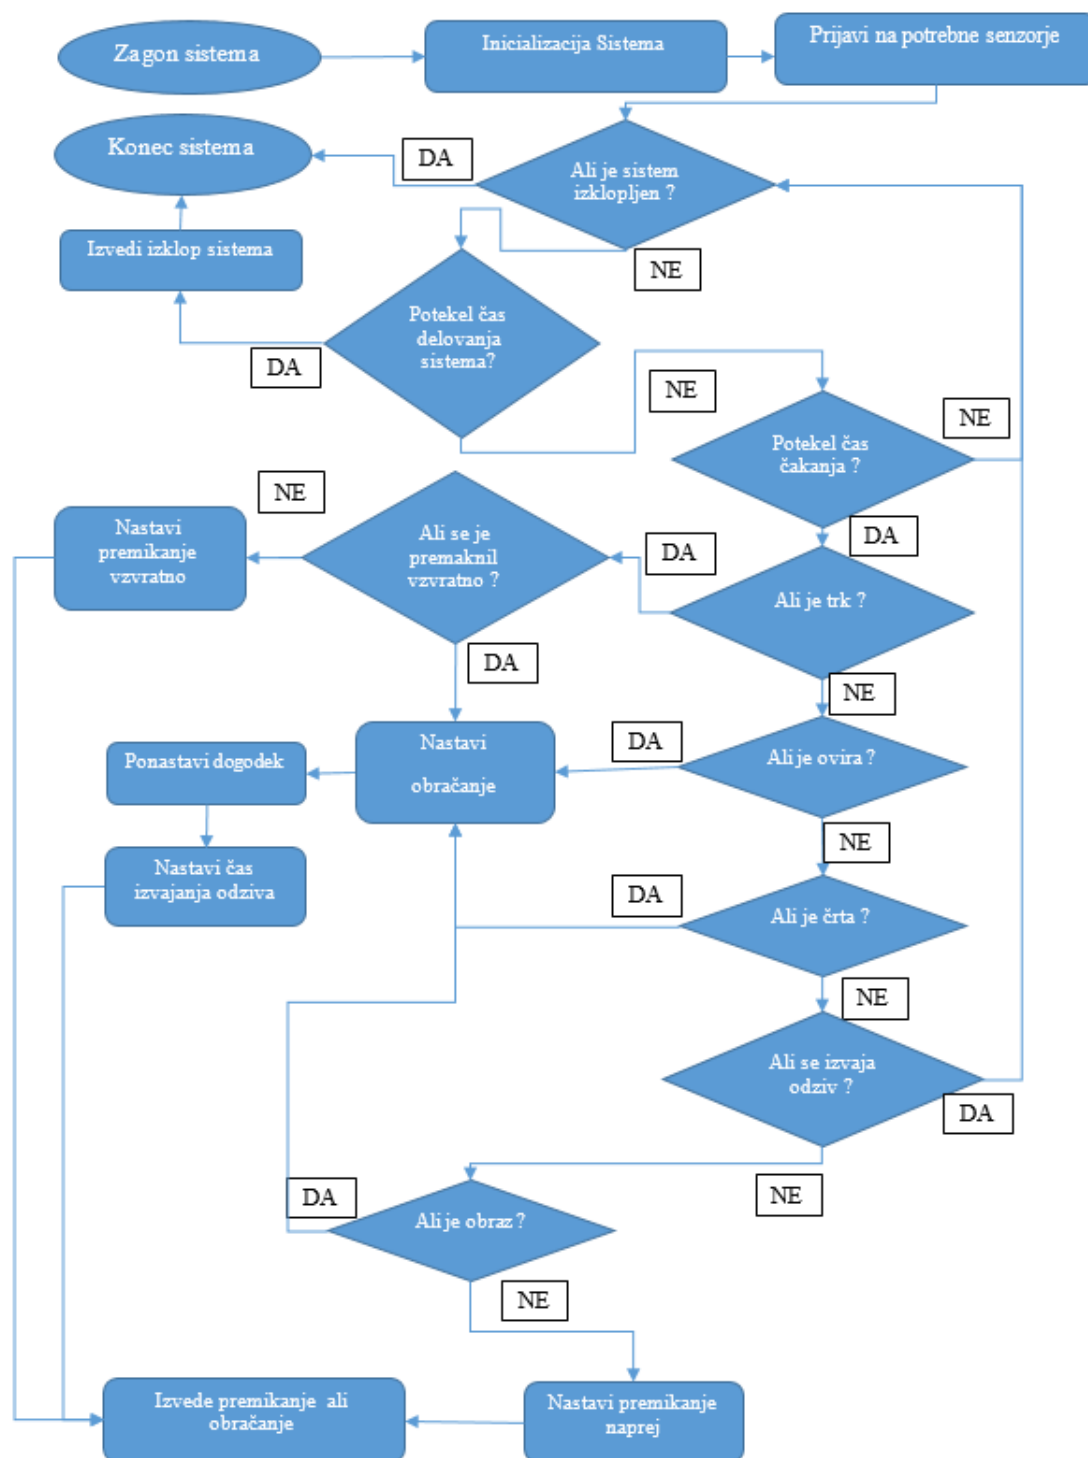 Zagon sistema
Inicializacija Sistema
Prijavi na potrebne senzorje
Konec sistema
DA
Ali je sistem
izklopljen ?
Izvedi izklop sistema
NE
Potekel čas
delovanja
sistema?
DA
NE
NE
Potekel čas
čakanja ?
NE
Nastavi
premikanje
vzvratno
Ali se je
premaknil
vzvratno ?
DA
DA
Ali je trk ?
DA
NE
Nastavi
obračanje
DA
Ali je ovira ?
Ponastavi dogodek
NE
Nastavi čas
izvajanja odziva
DA
Ali je črta ?
NE
Ali se izvaja
odziv ?
DA
DA
NE
Ali je obraz ?
NE
Izvede premikanje ali
obračanje
Nastavi premikanje
naprej